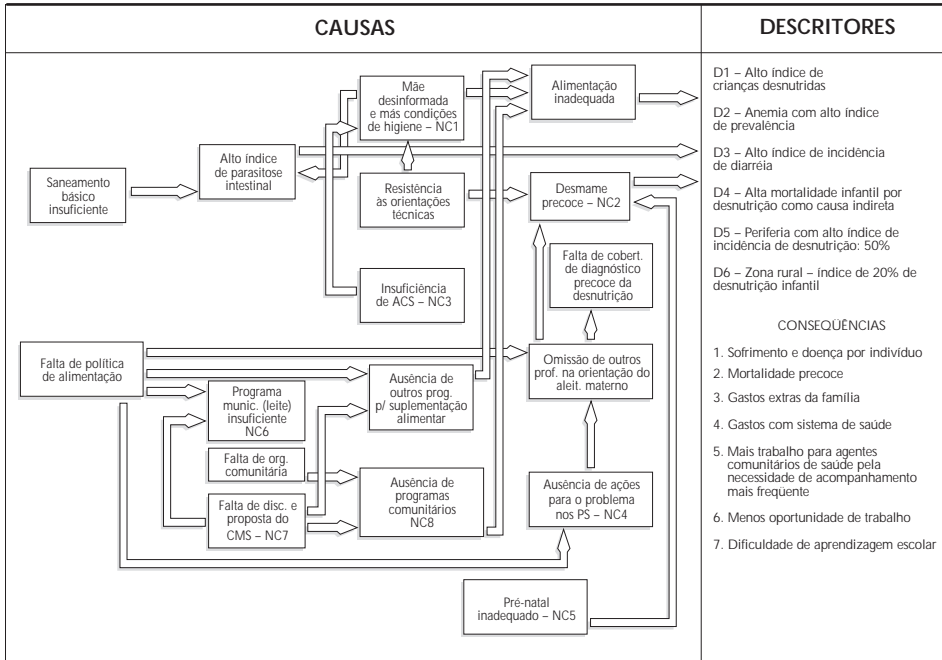 CAUSAS
DESCRITORES
Mãe
desinformada
e más condições
de higiene – NC1
Alimentação
inadequada
Alto índice
de parasitose
intestinal
Saneamento
básico
insuficiente
Resistência
às orientações
técnicas
Desmame
precoce – NC2
Falta de cobert.
de diagnóstico
precoce da
desnutrição
Insuficiência
de ACS – NC3
Falta de política
de alimentação
Omissão de outros
prof. na orientação do
aleit. materno
Ausência de
outros prog.
p/ suplementação
alimentar
Programa
munic. (leite)
insuficiente
NC6
Falta de org.
comunitária
Ausência de
programas
comunitários
NC8
Falta de disc. e
proposta do
CMS – NC7
Ausência de ações
para o problema
nos PS – NC4
Pré-natal
inadequado – NC5
D1 – Alto índice de
crianças desnutridas
D2 – Anemia com alto índice
de prevalência
D3 – Alto índice de incidência
de diarréia
D4 – Alta mortalidade infantil por
desnutrição como causa indireta
D5 – Periferia com alto índice de
incidência de desnutrição: 50%
D6 – Zona rural – índice de 20% de
desnutrição infantil
CONSEQÜÊNCIAS
1. Sofrimento e doença por indivíduo
2. Mortalidade precoce
3. Gastos extras da família
4. Gastos com sistema de saúde
5. Mais trabalho para agentes
comunitários de saúde pela
necessidade de acompanhamento
mais freqüente
6. Menos oportunidade de trabalho
7. Dificuldade de aprendizagem escolar